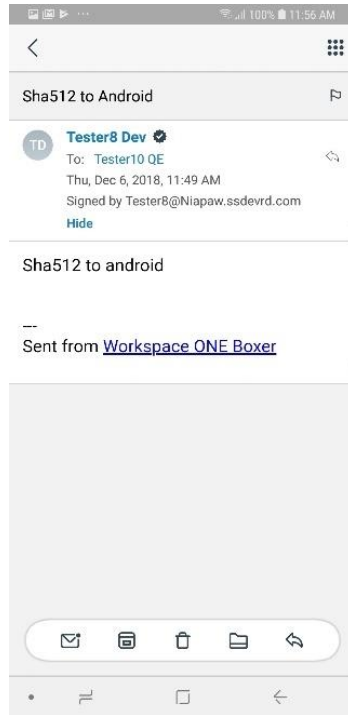 100% 11:56 AM
Sha512 to Android
TD
Tester8 Dev
To: Tester10 QE
Thu, Dec 6, 2018, 11:49 AM
Signed by Tester8@Niapaw.ssdevrd.com
Hide
Sha512 to android
---
Sent from Workspace ONE Boxer